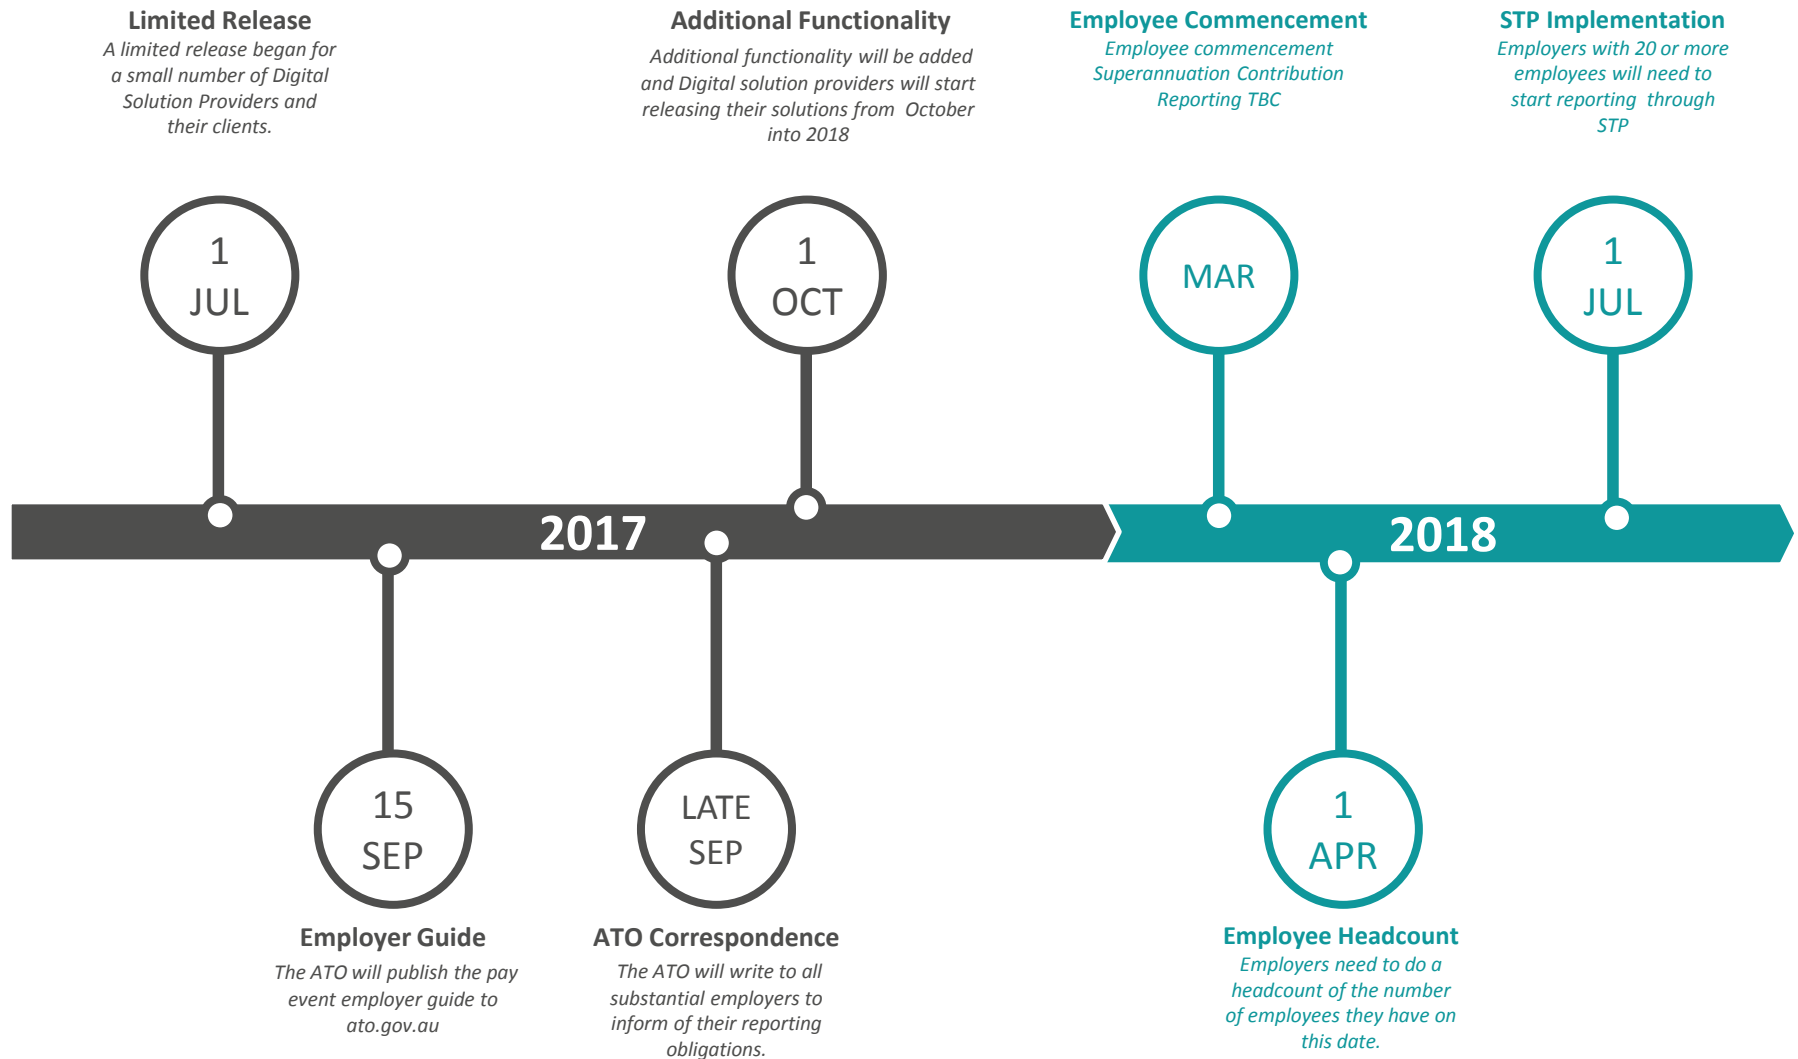 Limited Release
A limited release began for
a small number of Digital
Solution Providers and
their clients.
Additional Functionality
Additional functionality will be added
and Digital solution providers will start
releasing their solutions from October
into 2018
Employee Commencement
Employee commencement
Superannuation Contribution
Reporting TBC
STP Implementation
Employers with 20 or more
employees will need to
start reporting through
STP
1
JUL
1
OCT
MAR
1
JUL
2017
2018
15
SEP
LATE
SEP
1
APR
Employer Guide
The ATO will publish the pay
event employer guide to
ato.gov.au
ATO Correspondence
The ATO will write to all
substantial employers to
inform of their reporting
obligations.
Employee Headcount
Employers need to do a
headcount of the number
of employees they have on
this date.